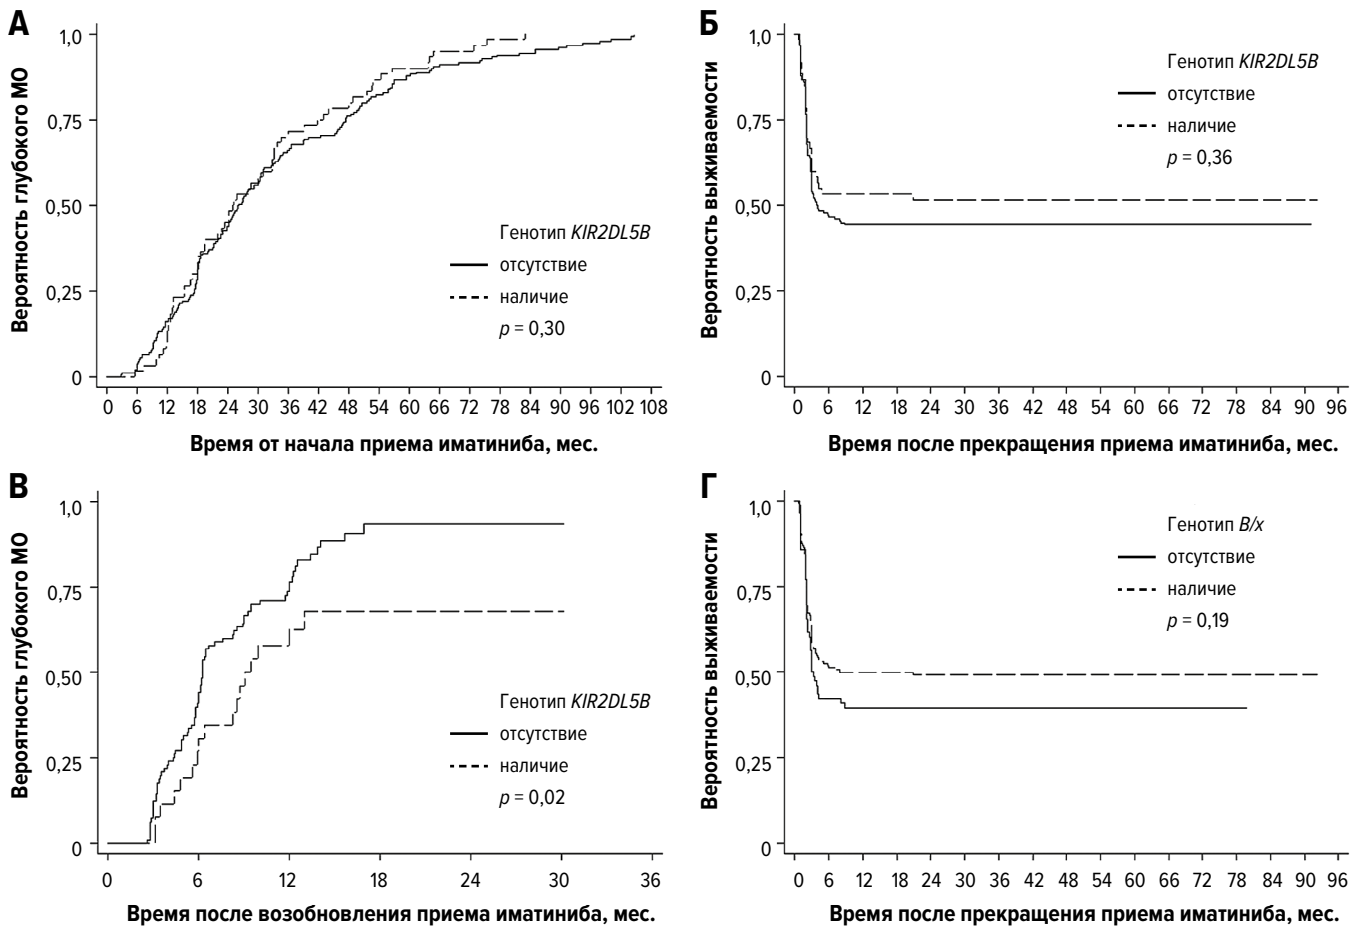 А
Вероятность глубокого МО
1,0
0,75
0,50
0,25
0
Генотип KIR2DL5B
отсутствие
наличие
p = 0,30
0 6 12 18 24 30 36 42 48 54 60 66 72 78 84 90 96 102 108
Время от начала приема иматиниба, мес.
Б
Вероятность выживаемости
1,0
0,75
0,50
0,25
0
Генотип KIR2DL5B
отсутствие
наличие
p = 0,36
0 6 12 18 24 30 36 42 48 54 60 66 72 78 84 90 96
Время после прекращения приема иматиниба, мес.
В
Вероятность глубокого МО
1,0
0,75
0,50
0,25
0
Генотип KIR2DL5B
отсутствие
наличие
p = 0,02
0 6 12 18 24 30 36
Время после возобновления приема иматиниба, мес.
Г
Вероятность выживаемости
1,0
0,75
0,50
0,25
0
Генотип B/x
отсутствие
наличие
p = 0,19
0 6 12 18 24 30 36 42 48 54 60 66 72 78 84 90 96
Время после прекращения приема иматиниба, мес.